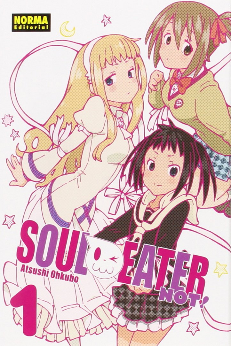 NORMA
Editorial
SOUL EATER
NOT!
Atsushi Ohkubo
1